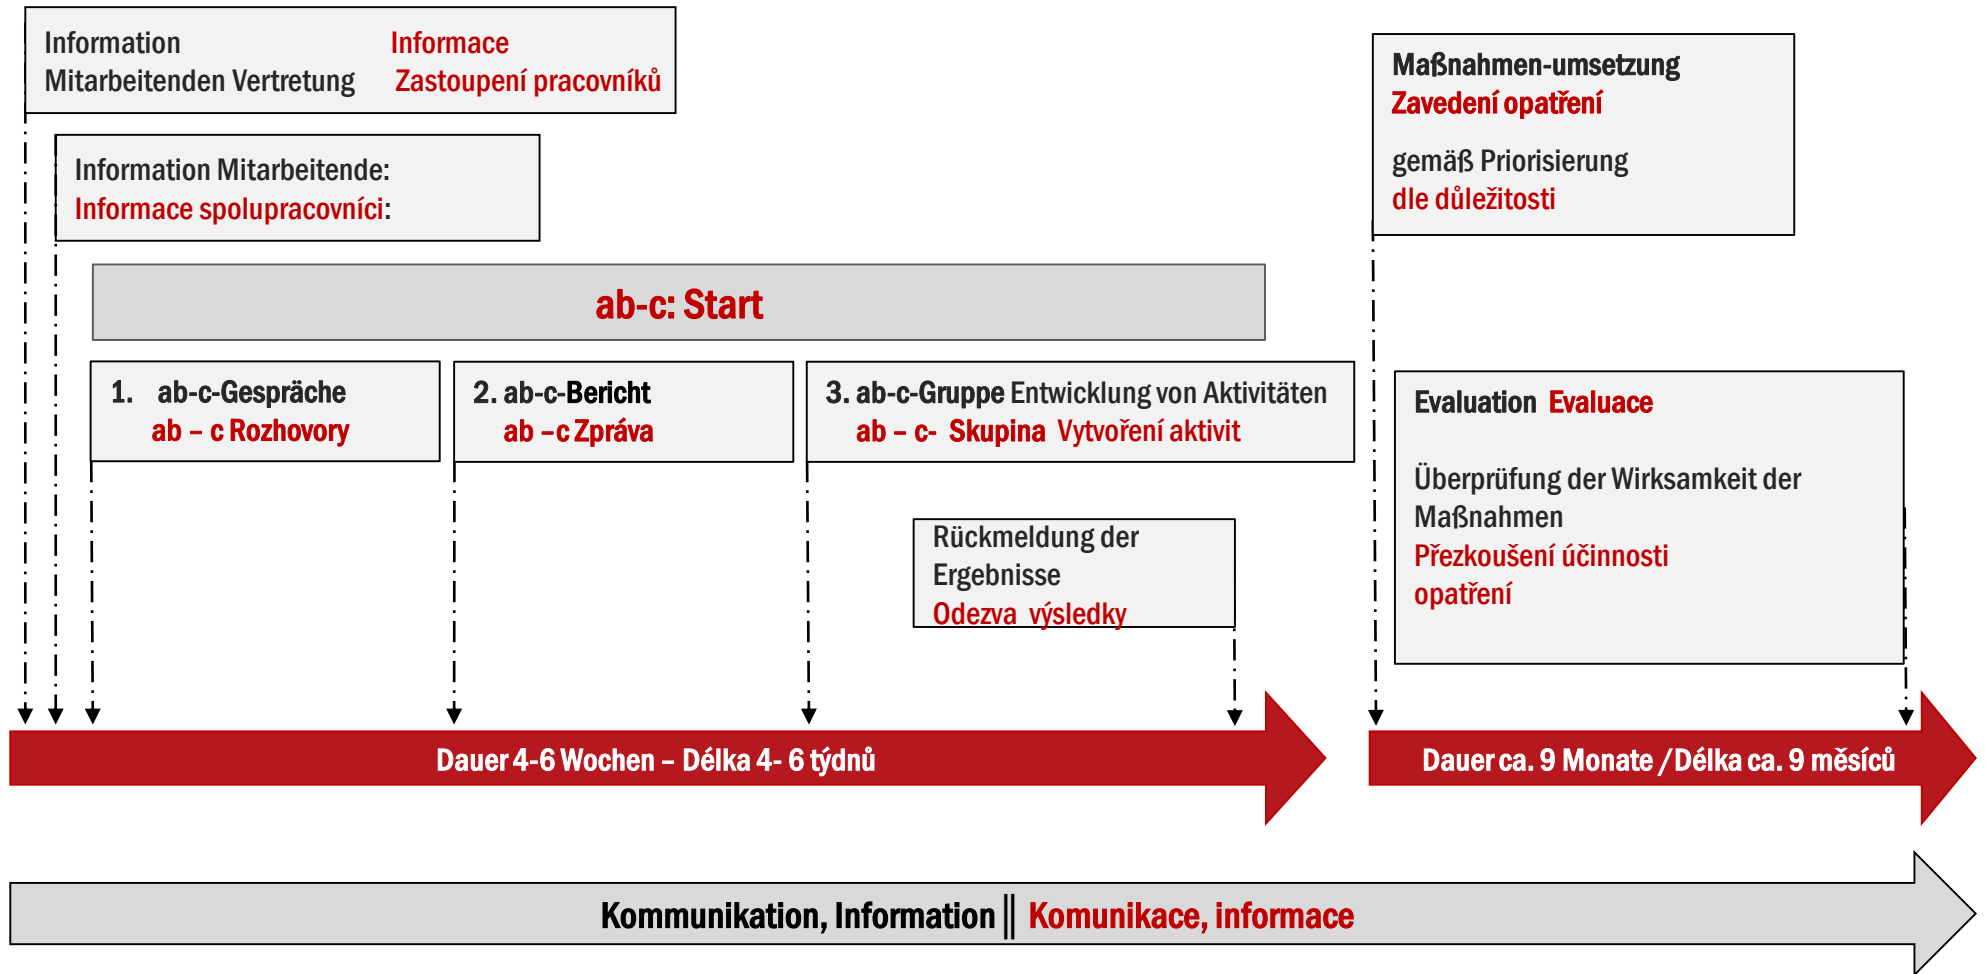 Information Informace
Mitarbeitenden Vertretung Zastoupení pracovníků
Information Mitarbeitende:
Informace spolupracovníci:
ab-c: Start
1. ab-c-Gespräche
ab – c Rozhovory
2. ab-c-Bericht
ab –c Zpráva
3. ab-c-Gruppe Entwicklung von Aktivitäten
ab – c- Skupina Vytvoření aktivit
Rückmeldung der
Ergebnisse
Odezva výsledky
Maßnahmen-umsetzung
Zavedení opatření
gemäß Priorisierung
dle důležitosti
Evaluation Evaluace
Überprüfung der Wirksamkeit der
Maßnahmen
Přezkoušení účinnosti
opatření
Dauer 4-6 Wochen – Délka 4- 6 týdnů
Dauer ca. 9 Monate /Délka ca. 9 měsíců
Kommunikation, Information || Komunikace, informace